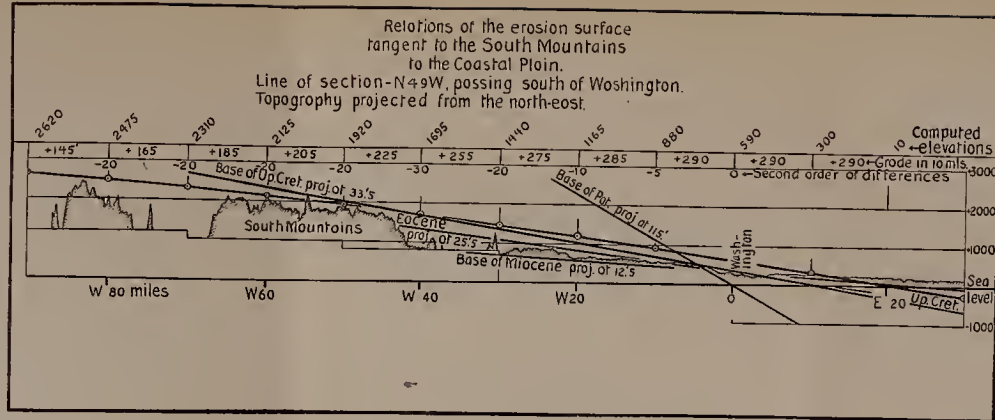 Relations of the erosion surface
tangent to the South Mountains
to the Coastal Plain.
Line of section-N49W, passing south of Washington.
Topography projected from the north-east.
2620 2475 2310 2125 1920 1695 1440 1165 880 590 300 10 Computed
←elevations
+145' +165 +185 +205 +225 +255 +275 +285 +290 +290 +290←Grade in 10 mls.
-20 -20 -20 -20 -30 -20 -10 -5 0←Second order of differences
+3000
Base of Up. Cret. proj. at 33's
Base of Pot. proj. at 115'
+2000
South Mountains
Eocene
proj. at 25's
Wash-
ington
+1000
Base of Miocene proj. at 12's
Sea
level
W 80 miles W60 W 40 W20 0 E 20 Up. Cret.
-1000